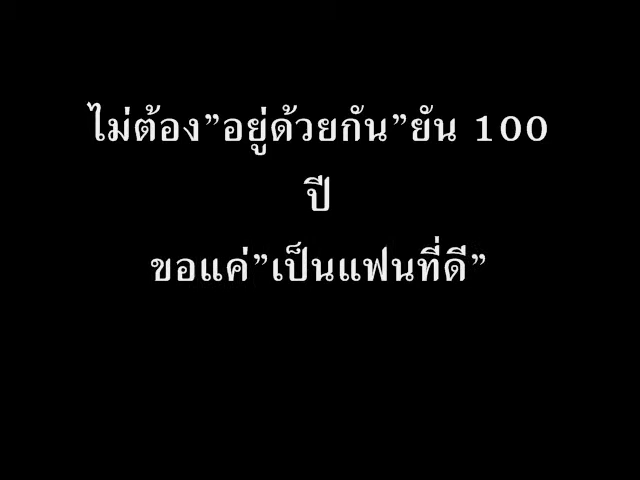 ไม่ต้อง”อยู่ด้วยกัน”ยัน 100
ปี
ขอแค่”เป็นแฟนที่ดี”